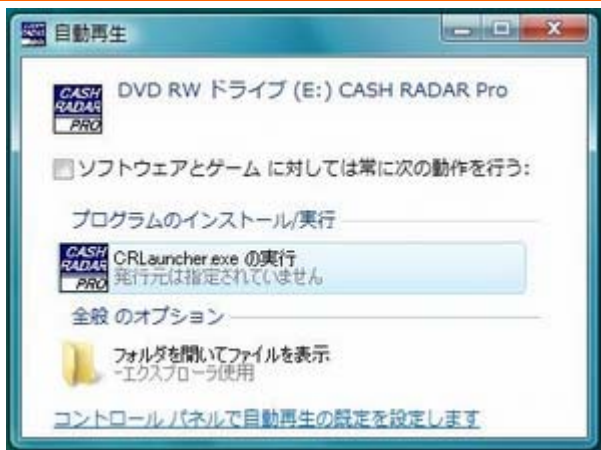 自動再生
CASH
RADAR
PRO
DVD RW ドライブ (E:) CASH RADAR Pro
ソフトウェアとゲーム に対しては常に次の動作を行う:
プログラムのインストール/実行
CASH
RADAR
PRO
CRLauncher.exe の実行
発行元は指定されていません
全般 のオプション
フォルダを開いてファイルを表示
-エクスプローラ使用
コントロール パネルで自動再生の既定を設定します